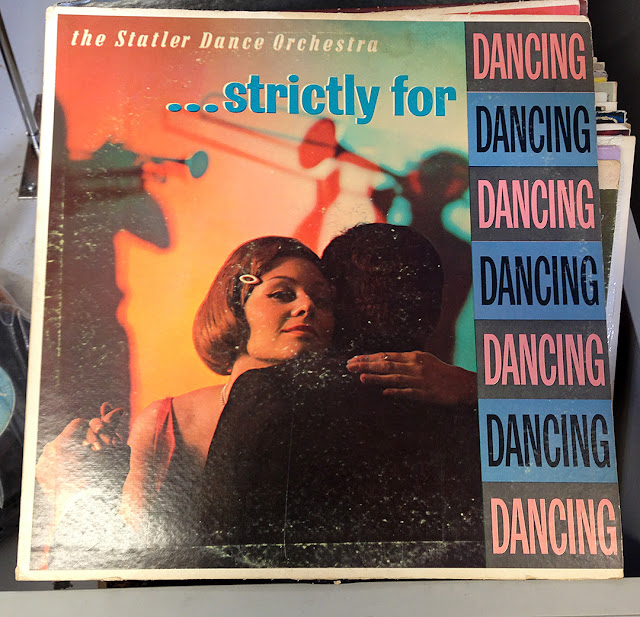 the Statler Dance Orchestra
...strictly for
DANCING
DANCING
DANCING
DANCING
DANCING
DANCING
DANCING